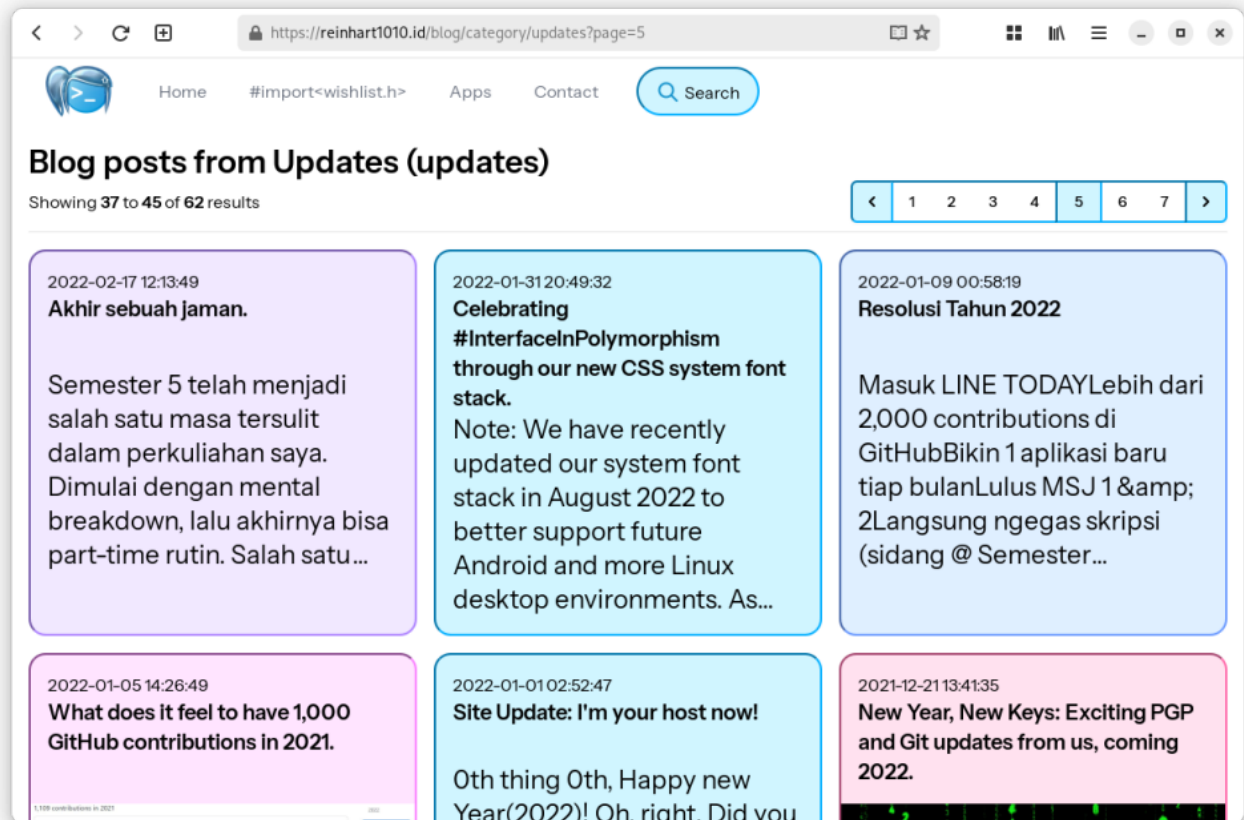 https://reinhart1010.id/blog/category/updates?page=5
>_
Home #import<wishlist.h> Apps Contact Search
Blog posts from Updates (updates)
Showing 37 to 45 of 62 results
1 2 3 4 5 6 7
2022-02-17 12:13:49
Akhir sebuah jaman.
Semester 5 telah menjadi
salah satu masa tersulit
dalam perkuliahan saya.
Dimulai dengan mental
breakdown, lalu akhirnya bisa
part-time rutin. Salah satu...
2022-01-31 20:49:32
Celebrating
#InterfaceInPolymorphism
through our new CSS system font
stack.
Note: We have recently
updated our system font
stack in August 2022 to
better support future
Android and more Linux
desktop environments. As...
2022-01-09 00:58:19
Resolusi Tahun 2022
Masuk LINE TODAYLebih dari
2,000 contributions di
GitHubBikin 1 aplikasi baru
tiap bulanLulus MSJ 1 &amp;
2Langsung ngegas skripsi
(sidang @ Semester...
2022-01-05 14:26:49
What does it feel to have 1,000
GitHub contributions in 2021.
1,109 contributions in 2021
2022-01-01 02:52:47
Site Update: I'm your host now!
0th thing 0th, Happy new
Year(2022)! Oh, right. Did you
2021-12-21 13:41:35
New Year, New Keys: Exciting PGP
and Git updates from us, coming
2022.